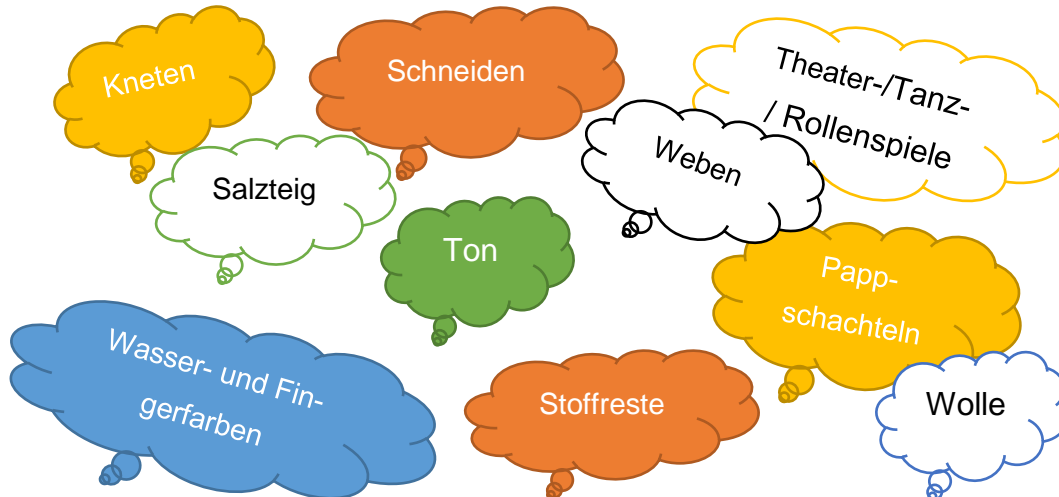 Kneten
Schneiden
Theater-/Tanz-
/ Rollenspiele
Weben
Salzteig
Ton
Papp-
schachteln
Wasser- und Fin-
gerfarben
Stoffreste
Wolle